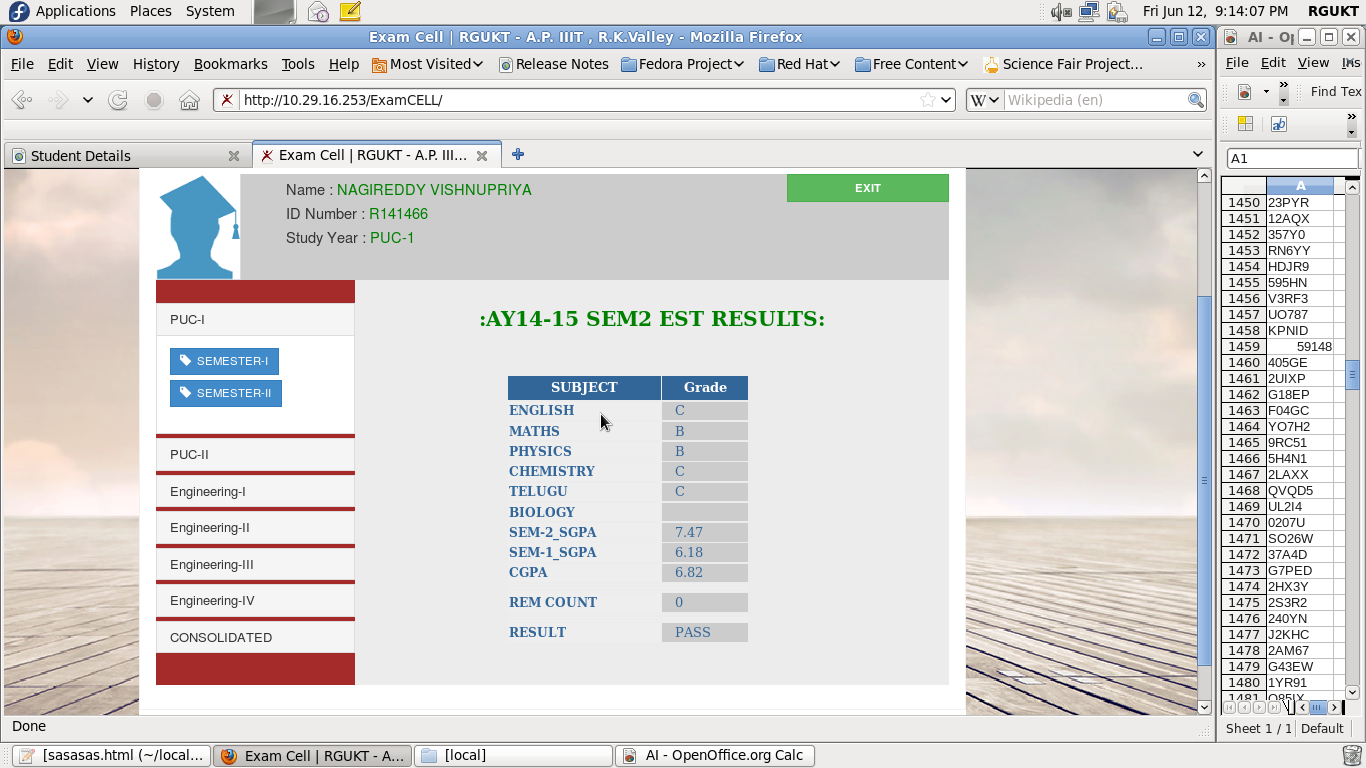 Applications Places System Fri Jun 12, 9:14:07 PM RGUKT
Exam Cell | RGUKT - A.P. IIIT , R.K.Valley - Mozilla Firefox
File Edit View History Bookmarks Tools Help Most Visited Release Notes Fedora Project Red Hat Free Content Science Fair Project... »
http://10.29.16.253/ExamCELL/
W Wikipedia (en)
Student Details
Exam Cell | RGUKT - A.P. III...
Name : NAGIREDDY VISHNUPRIYA
ID Number : R141466
Study Year : PUC-1
EXIT
PUC-I
SEMESTER-I
SEMESTER-II
PUC-II
Engineering-I
Engineering-II
Engineering-III
Engineering-IV
CONSOLIDATED
:AY14-15 SEM2 EST RESULTS:
SUBJECT Grade
ENGLISH C
MATHS B
PHYSICS B
CHEMISTRY C
TELUGU C
BIOLOGY
SEM-2_SGPA 7.47
SEM-1_SGPA 6.18
CGPA 6.82
REM COUNT 0
RESULT PASS
Done
AI - Op
File Edit View
Find Tex
A1
A
1450 23PYR
1451 12AQX
1452 357Y0
1453 RN6YY
1454 HDJR9
1455 595HN
1456 V3RF3
1457 UO787
1458 KPNID
1459 59148
1460 405GE
1461 2UIXP
1462 G18EP
1463 F04GC
1464 YO7H2
1465 9RC51
1466 5H4N1
1467 2LAXX
1468 QVQD5
1469 UL2I4
1470 0207U
1471 SO26W
1472 37A4D
1473 G7PED
1474 2HX3Y
1475 2S3R2
1476 240YN
1477 J2KHC
1478 2AM67
1479 G43EW
1480 1YR91
Sheet 1 / 1 Default
[sasasas.html (~/local... Exam Cell | RGUKT - A... [local] AI - OpenOffice.org Calc